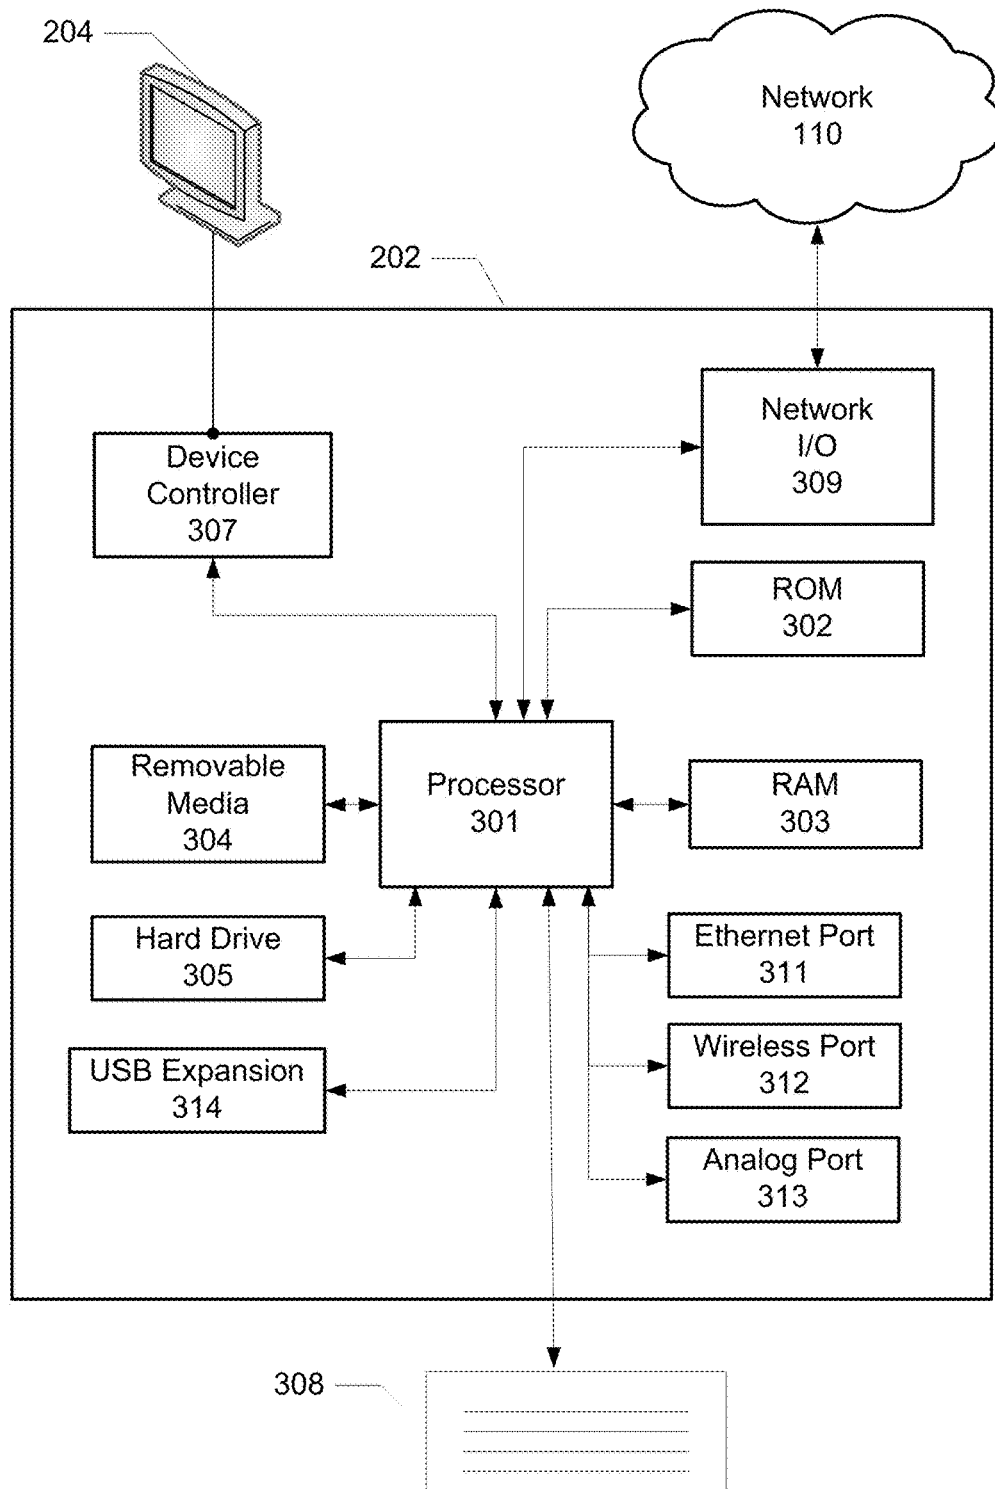 204
Network
110
202
Network
I/O
309
Device
Controller
307
ROM
302
Removable
Media
304
Processor
301
RAM
303
Hard Drive
305
Ethernet Port
311
USB Expansion
314
Wireless Port
312
Analog Port
313
308